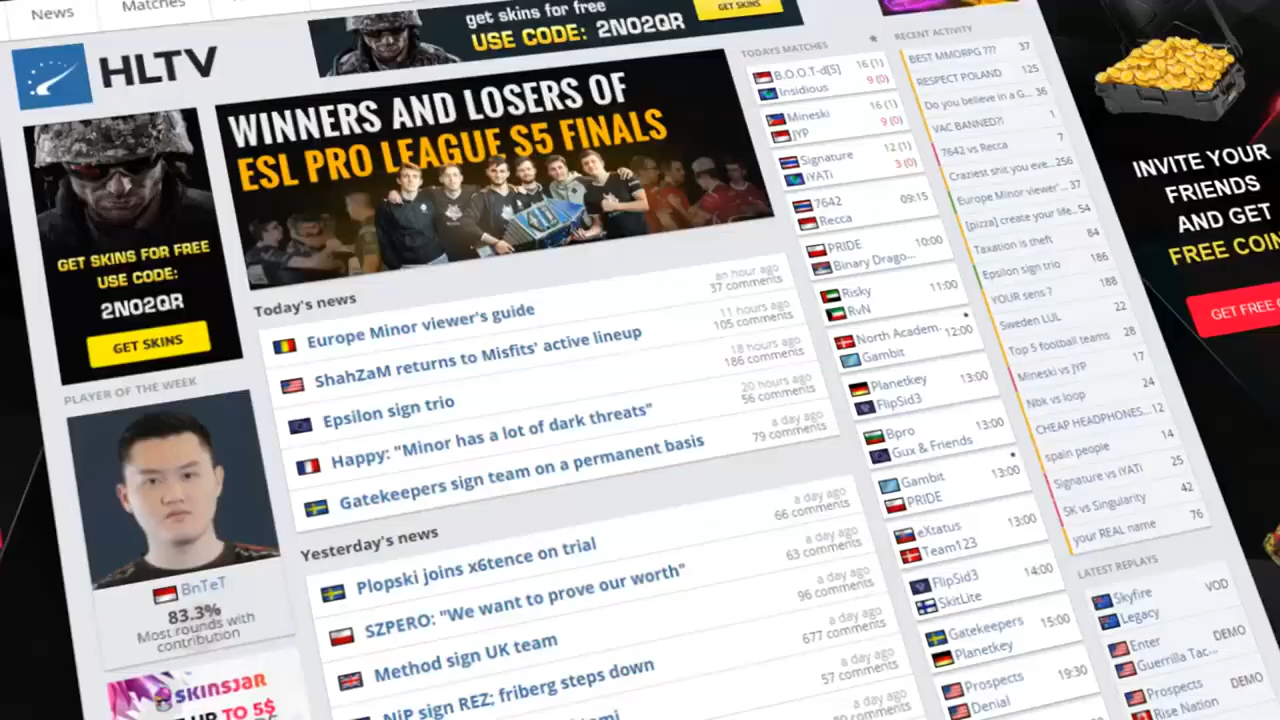 News
Matches
HLTV
get skins for free
USE CODE: 2NO2QR
GET SKINS
GET SKINS FOR FREE
USE CODE:
2NO2QR
GET SKINS
PLAYER OF THE WEEK
BnTeT
83.3%
Most rounds with
contribution
SKINSJAR
UP TO 5$
WINNERS AND LOSERS OF
ESL PRO LEAGUE S5 FINALS
Today's news
Europe Minor viewer's guide
an hour ago
37 comments
ShahZaM returns to Misfits' active lineup
11 hours ago
105 comments
Epsilon sign trio
18 hours ago
186 comments
Happy: "Minor has a lot of dark threats"
20 hours ago
56 comments
Gatekeepers sign team on a permanent basis
a day ago
79 comments
Yesterday's news
Plopski joins x6tence on trial
a day ago
66 comments
SZPERO: "We want to prove our worth"
a day ago
63 comments
Method sign UK team
a day ago
96 comments
NiP sign REZ; friberg steps down
a day ago
677 comments
a day ago
57 comments
a day ago
TODAYS MATCHES
B.O.O.T-d[S] 16 (1)
Insidious 9 (0)
Mineski 16 (1)
JYP 9 (0)
Signature 12 (1)
iYATi 3 (0)
7642
Recca
09:15
PRIDE
Binary Drago...
10:00
Risky
RvN
11:00
North Academ.
Gambit
12:00
Planetkey
FlipSid3
13:00
Bpro
Gux & Friends
13:00
Gambit
PRIDE
13:00
eXtatus
Team123
13:00
FlipSid3
SkitLite
14:00
Gatekeepers
Planetkey
15:00
Prospects
Denial
19:30
RECENT ACTIVITY
BEST MMORPG ??? 37
RESPECT POLAND 125
Do you believe in a G... 36
VAC BANNED?! 1
7642 vs Recca 7
Craziest shit you eve... 256
Europe Minor viewer'... 37
[pizza] create your life... 54
Taxation is theft 84
Epsilon sign trio 186
YOUR sens ? 188
Sweden LUL 22
Top 5 football teams 28
Mineski vs JYP 17
Nbk vs loop 24
CHEAP HEADPHONES... 12
spain people 14
Signature vs iYATi 25
SK vs Singularity 42
your REAL name 76
LATEST REPLAYS
Skyfire
Legacy
VOD
Enter
Guerrilla Tac...
DEMO
Prospects
Rise Nation
DEMO
INVITE YOUR
FRIENDS
AND GET
FREE COIN
GET FREE